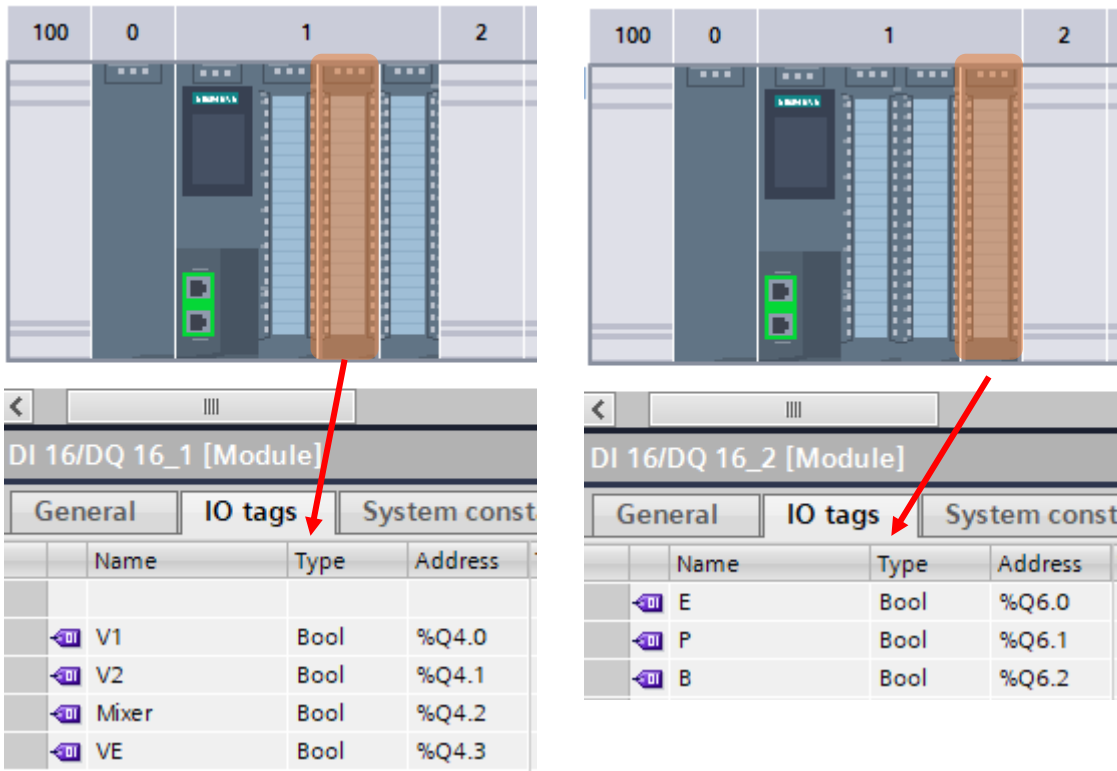 100 0 1 2
SIEMENS
DI 16/DQ 16_1 [Module]
General IO tags System const
Name Type Address
V1 Bool %Q4.0
V2 Bool %Q4.1
Mixer Bool %Q4.2
VE Bool %Q4.3
100 0 1 2
SIEMENS
DI 16/DQ 16_2 [Module]
General IO tags System const
Name Type Address
E Bool %Q6.0
P Bool %Q6.1
B Bool %Q6.2